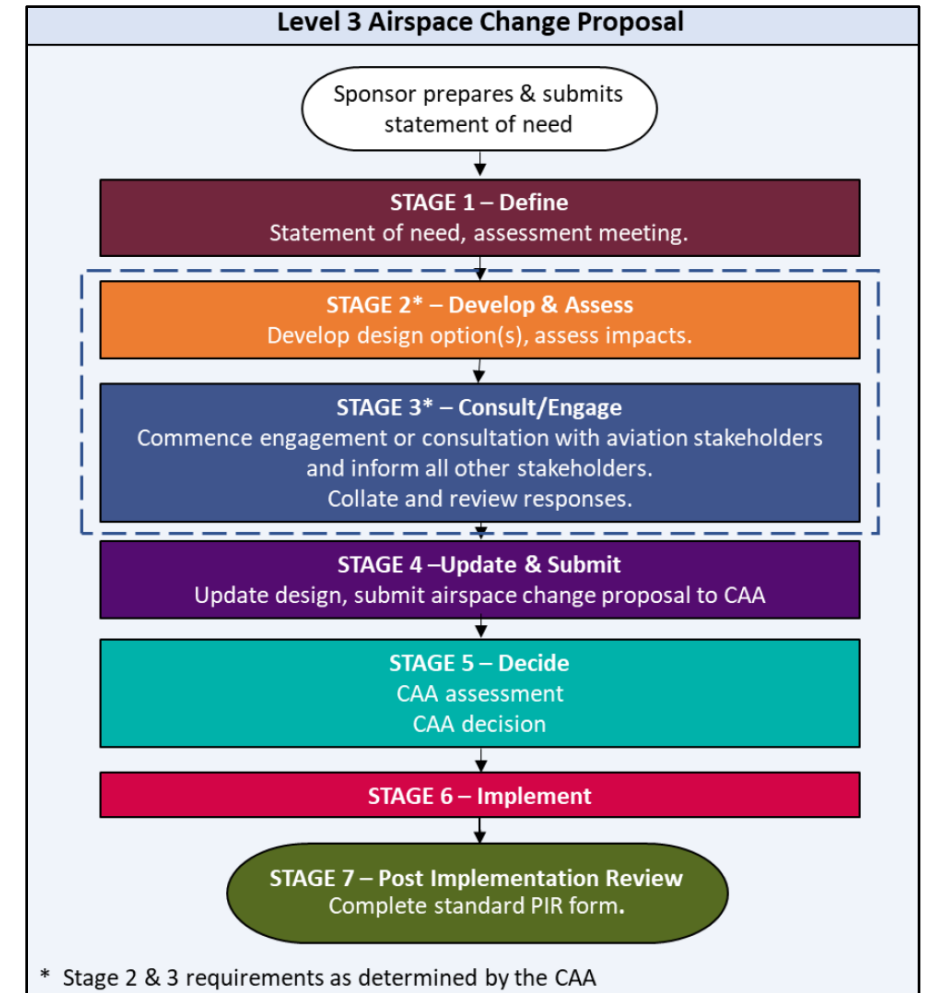 Level 3 Airspace Change Proposal
Sponsor prepares & submits
statement of need
STAGE 1 – Define
Statement of need, assessment meeting.
STAGE 2* – Develop & Assess
Develop design option(s), assess impacts.
STAGE 3* – Consult/Engage
Commence engagement or consultation with aviation stakeholders
and inform all other stakeholders.
Collate and review responses.
STAGE 4 –Update & Submit
Update design, submit airspace change proposal to CAA
STAGE 5 – Decide
CAA assessment
CAA decision
STAGE 6 – Implement
STAGE 7 – Post Implementation Review
Complete standard PIR form.
* Stage 2 & 3 requirements as determined by the CAA